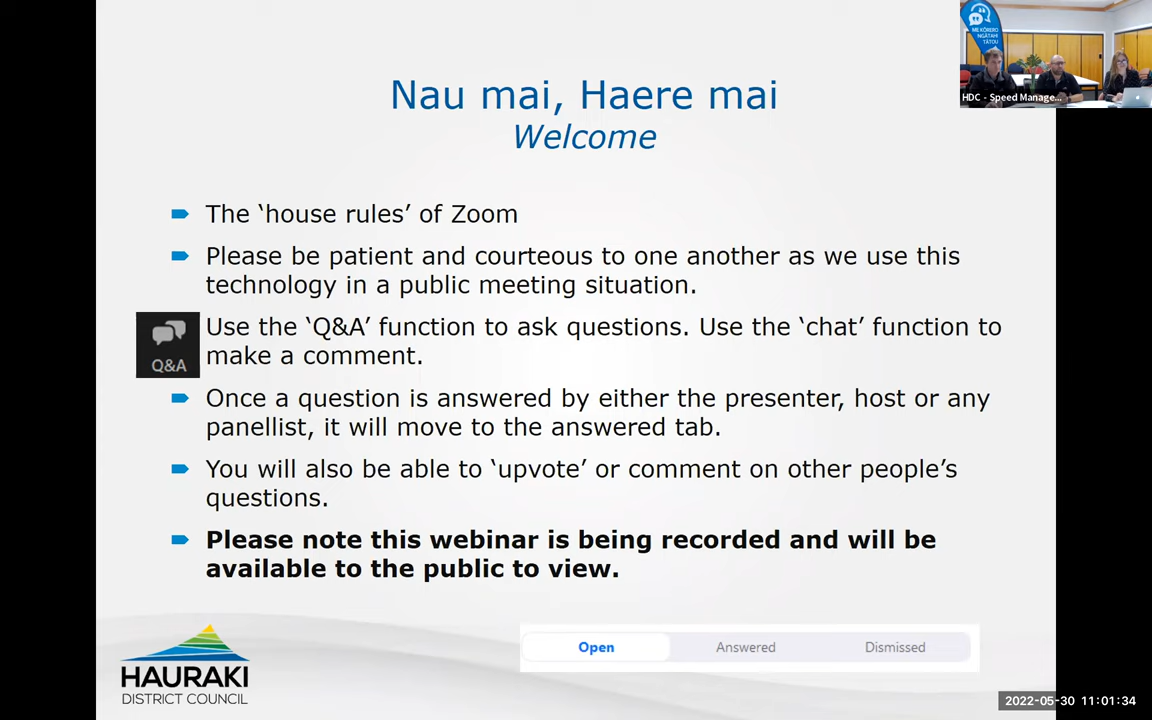 ME KŌRERO
NGĀTAHI
TĀTOU
HDC - Speed Manage...
Nau mai, Haere mai
Welcome
The ‘house rules’ of Zoom
Please be patient and courteous to one another as we use this
technology in a public meeting situation.
Q&A
Use the ‘Q&A’ function to ask questions. Use the ‘chat’ function to
make a comment.
Once a question is answered by either the presenter, host or any
panellist, it will move to the answered tab.
You will also be able to ‘upvote’ or comment on other people’s
questions.
Please note this webinar is being recorded and will be
available to the public to view.
Open Answered Dismissed
HAURAKI
DISTRICT COUNCIL
2022-05-30 11:01:34